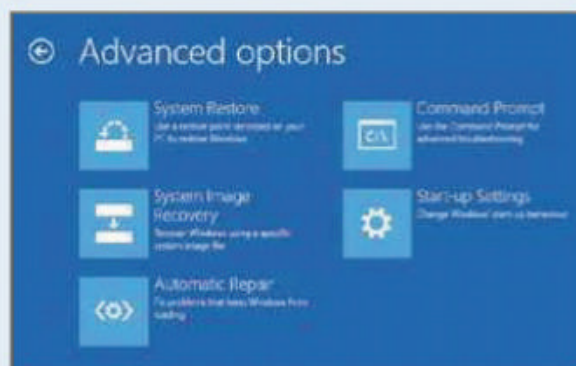 Advanced options
System Restore
Use a restore point recorded on your
PC to restore Windows
System Image
Recovery
Recover Windows using a specific
system image file
Automatic Repair
Fix problems that keep Windows from
loading
Command Prompt
Use the Command Prompt for
advanced troubleshooting
C:\
Start-up Settings
Change Windows' start-up behaviour